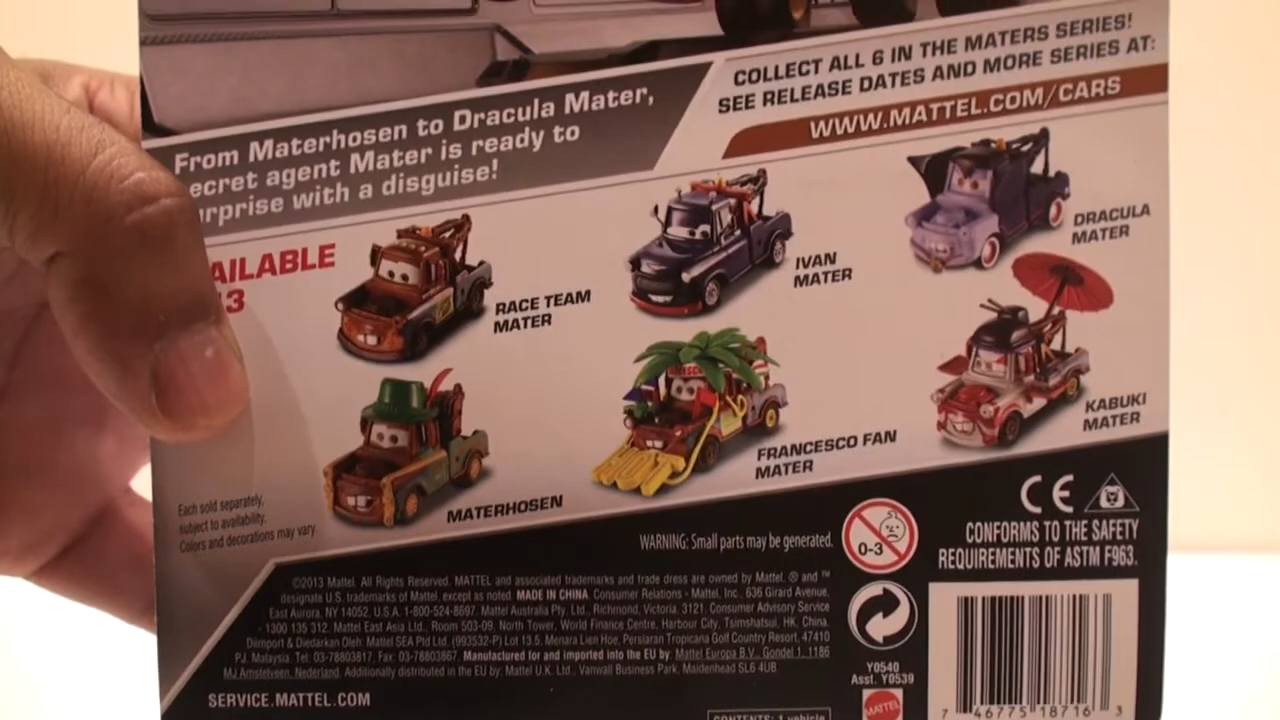 COLLECT ALL 6 IN THE MATERS SERIES!
SEE RELEASE DATES AND MORE SERIES AT:
WWW.MATTEL.COM/CARS
From Materhosen to Dracula Mater,
ecret agent Mater is ready to
urprise with a disguise!
AILABLE
3
RACE TEAM
MATER
IVAN
MATER
DRACULA
MATER
MATERHOSEN
FRANCESCO FAN
MATER
KABUKI
MATER
Each sold separately,
subject to availability.
Colors and decorations may vary.
WARNING: Small parts may be generated.
0-3
CE
CONFORMS TO THE SAFETY
REQUIREMENTS OF ASTM F963.
©2013 Mattel. All Rights Reserved. MATTEL and associated trademarks and trade dress are owned by Mattel. ® and ™
designate U.S. trademarks of Mattel, except as noted. MADE IN CHINA. Consumer Relations - Mattel, Inc., 636 Girard Avenue,
East Aurora, NY 14052, U.S.A. 1-800-524-8697. Mattel Australia Pty. Ltd., Richmond, Victoria. 3121. Consumer Advisory Service
- 1300 135 312. Mattel East Asia Ltd., Room 503-09, North Tower, World Finance Centre, Harbour City, Tsimshatsui, HK, China.
Diimport & Diedarkan Oleh: Mattel SEA Ptd Ltd. (993532-P) Lot 13.5, Menara Lien Hoe, Persiaran Tropicana Golf Country Resort, 47410
P.J. Malaysia. Tel: 03-78803817, Fax: 03-78803867. Manufactured for and imported into the EU by: Mattel Europa B.V., Gondel 1, 1186
MJ Amstelveen, Nederland. Additionally distributed in the EU by: Mattel U.K. Ltd., Vanwall Business Park, Maidenhead SL6 4UB
SERVICE.MATTEL.COM
Y0540
Asst. Y0539
MATTEL
CONTENTS: 1 vehicle
7 46775 18716 3